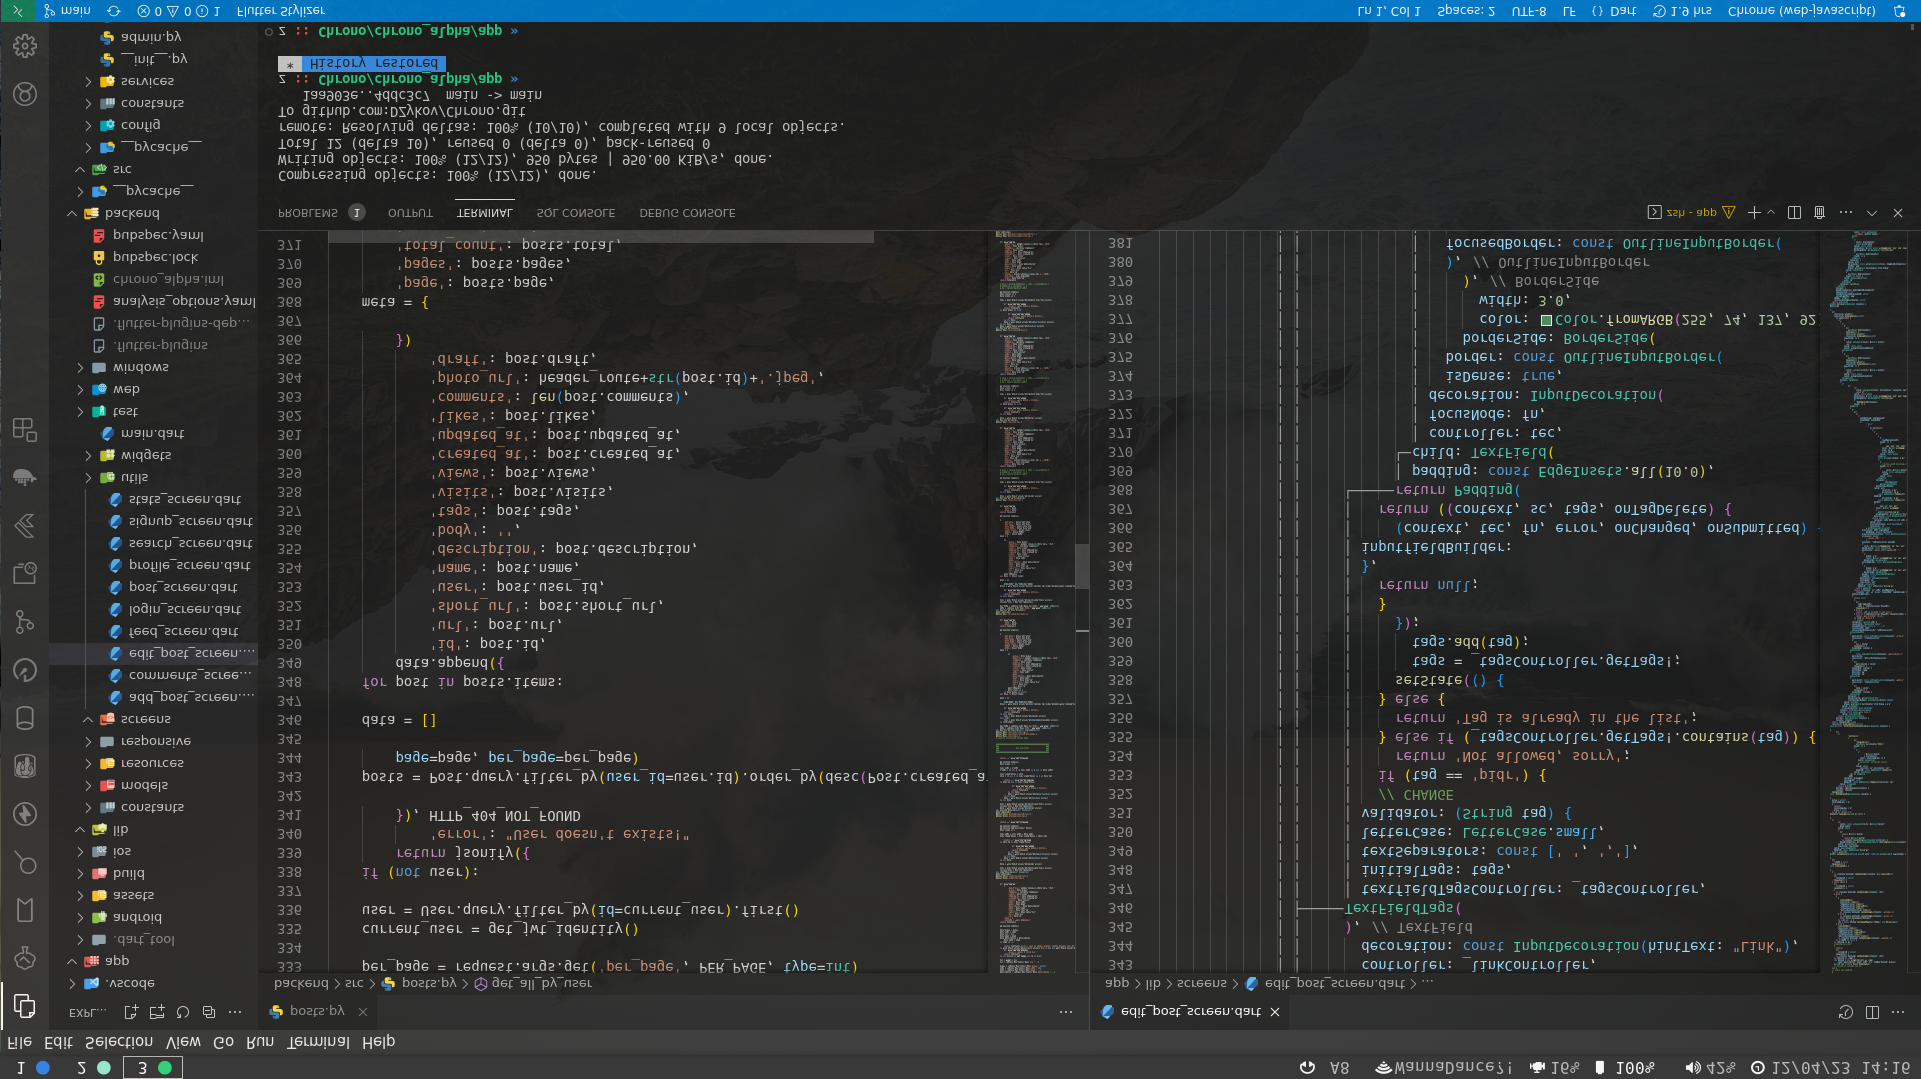 1 2 3 A8 WannaDance?! 16% 100% 42% 12/04/23 14:16
File Edit Selection View Go Run Terminal Help
EXPL...
.vscode
app
.dart_tool
android
assets
build
ios
lib
constants
models
resources
responsive
screens
add_post_screen....
comments_scree...
edit_post_screen....
feed_screen.dart
login_screen.dart
post_screen.dart
profile_screen.dart
search_screen.dart
signup_screen.dart
stats_screen.dart
utils
widgets
main.dart
test
web
windows
.flutter-plugins
.flutter-plugins-dep...
analysis_options.yaml
chrono_alpha.iml
pubspec.lock
pubspec.yaml
backend
__pycache__
src
__pycache__
config
constants
services
__init__.py
admin.py
posts.py
backend > src > posts.py > get_all_by_user
333 per_page = request.args.get('per_page', PER_PAGE, type=int)
334
335 current_user = get_jwt_identity()
336 user = User.query.filter_by(id=current_user).first()
337
338 if (not user):
339 return jsonify({
340 'error': "User doesn't exists!"
341 }), HTTP_404_NOT_FOUND
342
343 posts = Post.query.filter_by(user_id=user.id).order_by(desc(Post.created_a
344 page=page, per_page=per_page)
345
346 data = []
347
348 for post in posts.items:
349 data.append({
350 'id': post.id,
351 'url': post.url,
352 'short_url': post.short_url,
353 'user': post.user_id,
354 'name': post.name,
355 'description': post.description,
356 'body': '',
357 'tags': post.tags,
358 'visits': post.visits,
359 'views': post.views,
360 'created_at': post.created_at,
361 'updated_at': post.updated_at,
362 'likes': post.likes,
363 'comments': len(post.comments),
364 'photo_url': header_route+str(post.id)+'.jpeg',
365 'draft': post.draft,
366 })
367
368 meta = {
369 'page': posts.page,
370 'pages': posts.pages,
371 'total_count': posts.total,
edit_post_screen.dart
app > lib > screens > edit_post_screen.dart > ...
343 controller: _linkController,
344 decoration: const InputDecoration(hintText: "Link"),
345 ), // TextField
346 TextFieldTags(
347 textfieldTagsController: _tagsController,
348 initialTags: tags,
349 textSeparators: const [' ', ','],
350 letterCase: LetterCase.small,
351 validator: (String tag) {
352 // CHANGE
353 if (tag == 'pidr') {
354 return 'Not allowed, sorry';
355 } else if (_tagsController.getTags!.contains(tag)) {
356 return 'Tag is already in the list';
357 } else {
358 setState(() {
359 tags = _tagsController.getTags!;
360 tags.add(tag);
361 });
362 }
363 return null;
364 },
365 inputfieldBuilder:
366 (context, tec, fn, error, onChanged, onSubmitted)
367 return ((context, sc, tags, onTagDelete) {
368 return Padding(
369 padding: const EdgeInsets.all(10.0),
370 child: TextField(
371 controller: tec,
372 focusNode: fn,
373 decoration: InputDecoration(
374 isDense: true,
375 border: const OutlineInputBorder(
376 borderSide: BorderSide(
377 color: Color.fromARGB(255, 74, 137, 92
378 width: 3.0,
379 ), // BorderSide
380 ), // OutlineInputBorder
381 focusedBorder: const OutlineInputBorder(
PROBLEMS 1 OUTPUT TERMINAL SQL CONSOLE DEBUG CONSOLE zsh - app
Compressing objects: 100% (12/12), done.
Writing objects: 100% (12/12), 950 bytes | 950.00 KiB/s, done.
Total 12 (delta 10), reused 0 (delta 0), pack-reused 0
remote: Resolving deltas: 100% (10/10), completed with 9 local objects.
To github.com:DZykov/Chrono.git
1aa903e..4ddc3c7 main -> main
z :: Chrono/chrono_alpha/app »
* History restored
z :: Chrono/chrono_alpha/app »
main 0 0 1 Flutter Stylizer Ln 1, Col 1 Spaces: 2 UTF-8 LF {} Dart 1.9 hrs Chrome (web-javascript)